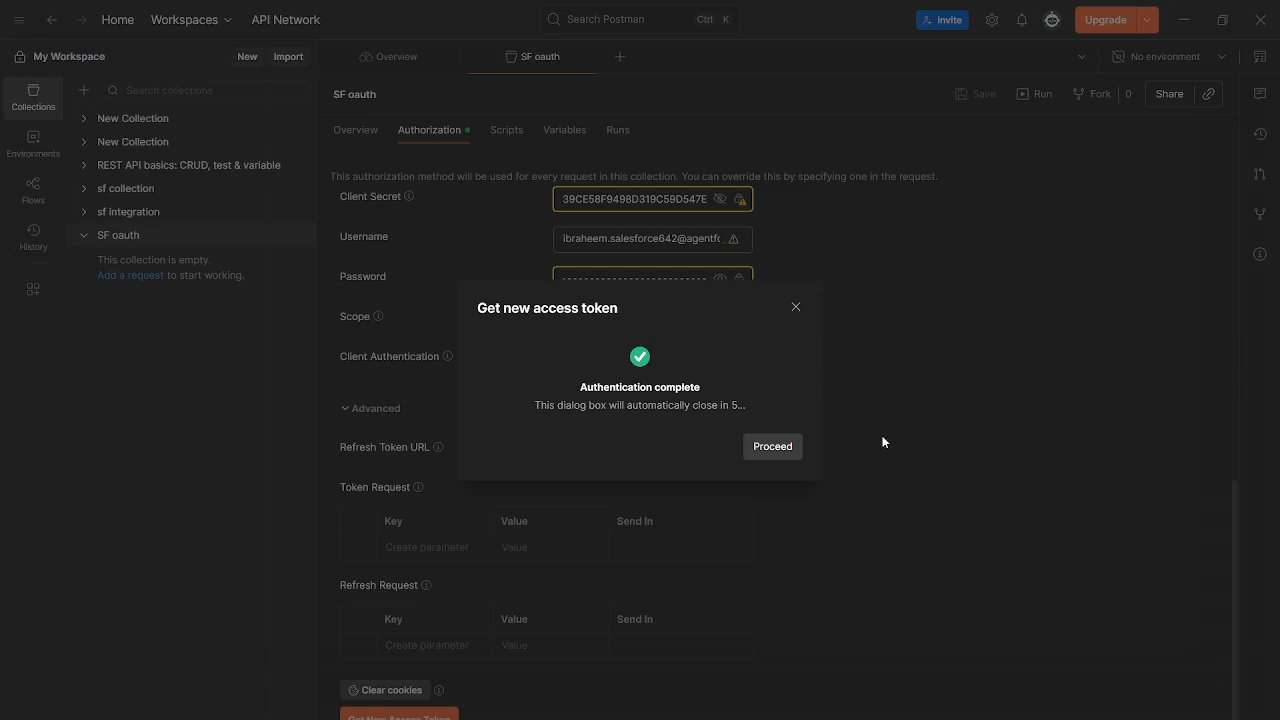 Home
Workspaces
API Network
Search Postman
Ctrl K
Invite
Upgrade
My Workspace
New
Import
Overview
SF oauth
No environment
Collections
Search collections
SF oauth
Save
Run
Fork
0
Share
Environments
New Collection
New Collection
REST API basics: CRUD, test & variable
Overview
Authorization
Scripts
Variables
Runs
Flows
sf collection
sf integration
This authorization method will be used for every request in this collection. You can override this by specifying one in the request.
Client Secret
39CE58F9498D319C59D547E
History
SF oauth
This collection is empty.
Add a request to start working.
Username
ibraheem.salesforce642@agentfo
Password
Scope
Client Authentication
Get new access token
Authentication complete
This dialog box will automatically close in 5...
Proceed
Advanced
Refresh Token URL
Token Request
Key
Value
Send In
Create parameter
Value
Refresh Request
Key
Value
Send In
Create parameter
Value
Clear cookies
Get New Access Token